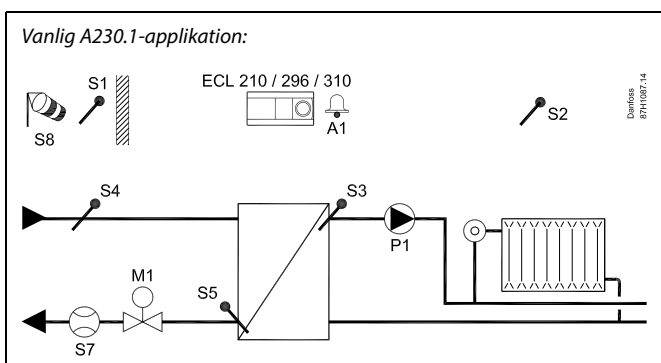 Vanlig A230.1-applikation:
ECL 210 / 296 / 310
S1
S8
A1
S2
Danfoss
87H1087.14
S4
S3
P1
M1
S5
S7